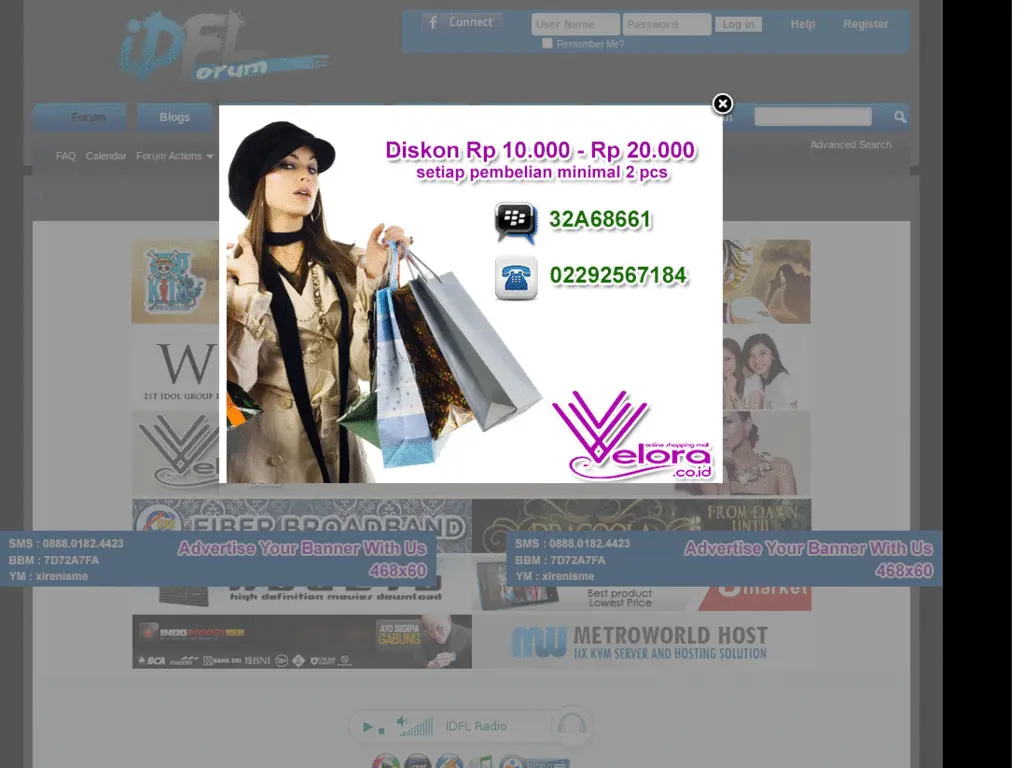 iDFL
Forum
Connect
User Name
Password
Log in
Help
Register
Remember Me?
Forum
Blogs
FAQ
Calendar
Forum Actions
Advanced Search
Diskon Rp 10.000 - Rp 20.000
setiap pembelian minimal 2 pcs
32A68661
02292567184
Velora
online shopping mall
.co.id
W
1ST IDOL GROUP
Velo
FIBER BROADBAND
FROM DAWN
UNTIL
SMS : 0888.0182.4423
BBM : 7D72A7FA
YM : xirenisme
Advertise Your Banner With Us
468x60
SMS : 0888.0182.4423
BBM : 7D72A7FA
YM : xirenisme
Advertise Your Banner With Us
468x60
high definition movies download
Best product
Lowest Price
market
AYO SEGERA
GABUNG
BCA
mandiri
BANK BRI
BNI
MW METROWORLD HOST
IIX KVM SERVER AND HOSTING SOLUTION
IDFL Radio